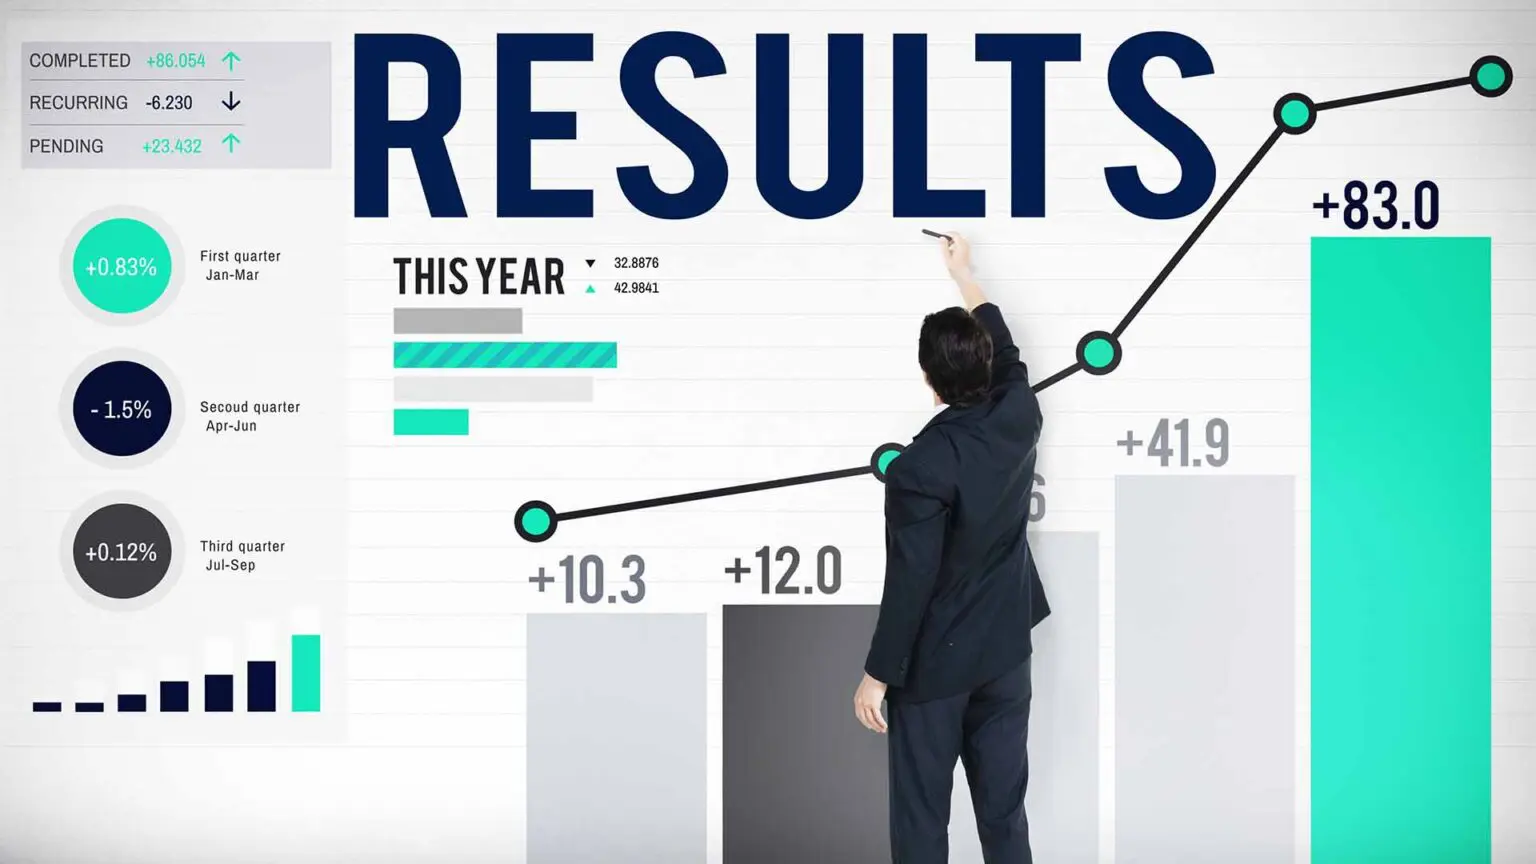 RESULTS
COMPLETED +86.054
RECURRING -6.230
PENDING +23.432
+0.83%
First quarter
Jan-Mar
- 1.5%
Secoud quarter
Apr-Jun
+0.12%
Third quarter
Jul-Sep
THIS YEAR
32.8876
42.9841
+10.3
+12.0
6
+41.9
+83.0